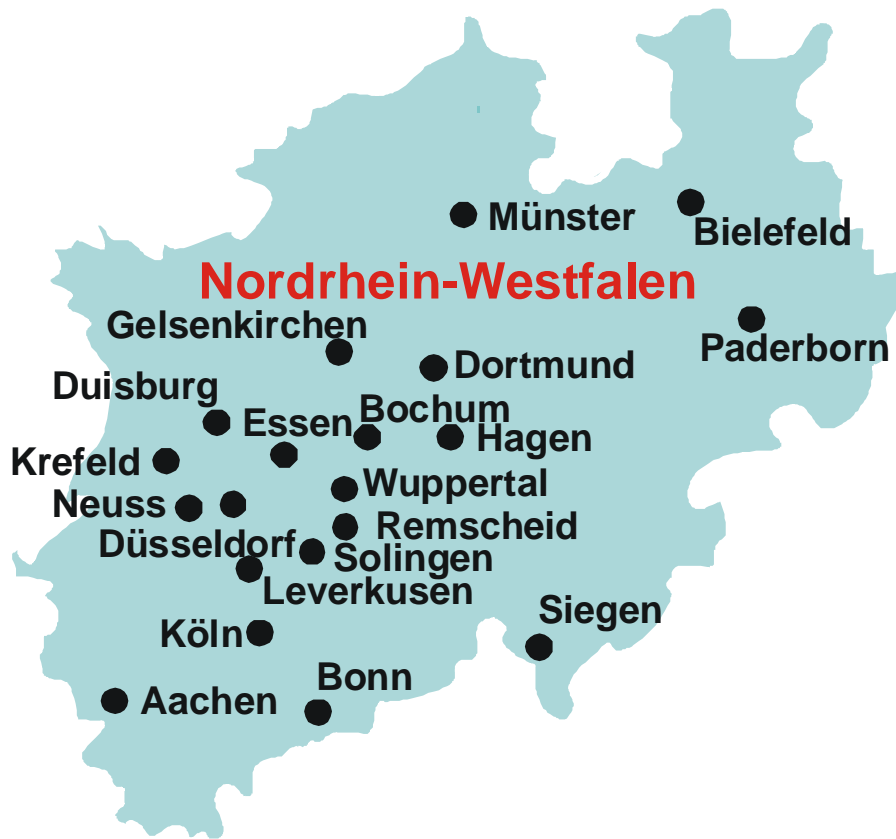 Münster
Bielefeld
Nordrhein-Westfalen
Gelsenkirchen
Paderborn
Dortmund
Duisburg
Essen
Bochum
Hagen
Krefeld
Wuppertal
Neuss
Remscheid
Düsseldorf
Solingen
Leverkusen
Siegen
Köln
Bonn
Aachen